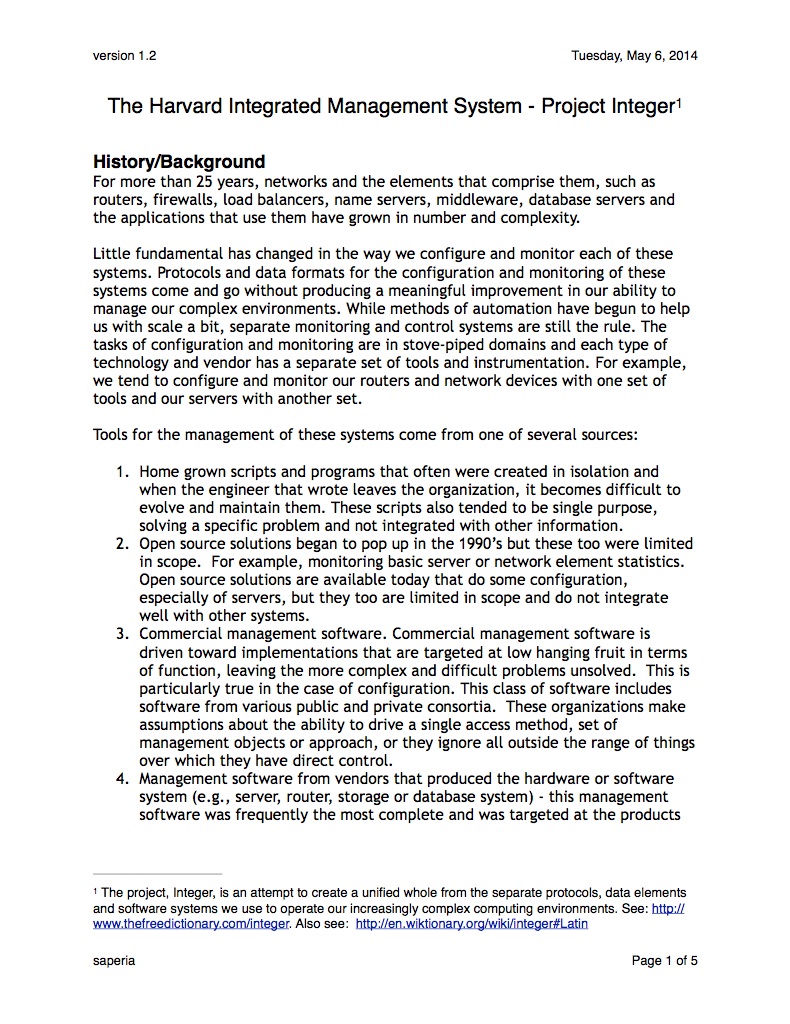 version 1.2
Tuesday, May 6, 2014
The Harvard Integrated Management System - Project Integer¹
History/Background
For more than 25 years, networks and the elements that comprise them, such as
routers, firewalls, load balancers, name servers, middleware, database servers and
the applications that use them have grown in number and complexity.
Little fundamental has changed in the way we configure and monitor each of these
systems. Protocols and data formats for the configuration and monitoring of these
systems come and go without producing a meaningful improvement in our ability to
manage our complex environments. While methods of automation have begun to help
us with scale a bit, separate monitoring and control systems are still the rule. The
tasks of configuration and monitoring are in stove-piped domains and each type of
technology and vendor has a separate set of tools and instrumentation. For example,
we tend to configure and monitor our routers and network devices with one set of
tools and our servers with another set.
Tools for the management of these systems come from one of several sources:
1. Home grown scripts and programs that often were created in isolation and
when the engineer that wrote leaves the organization, it becomes difficult to
evolve and maintain them. These scripts also tended to be single purpose,
solving a specific problem and not integrated with other information.
2. Open source solutions began to pop up in the 1990’s but these too were limited
in scope.  For example, monitoring basic server or network element statistics.
Open source solutions are available today that do some configuration,
especially of servers, but they too are limited in scope and do not integrate
well with other systems.
3. Commercial management software. Commercial management software is
driven toward implementations that are targeted at low hanging fruit in terms
of function, leaving the more complex and difficult problems unsolved.  This is
particularly true in the case of configuration. This class of software includes
software from various public and private consortia.  These organizations make
assumptions about the ability to drive a single access method, set of
management objects or approach, or they ignore all outside the range of things
over which they have direct control.
4. Management software from vendors that produced the hardware or software
system (e.g., server, router, storage or database system) - this management
software was frequently the most complete and was targeted at the products
¹ The project, Integer, is an attempt to create a unified whole from the separate protocols, data elements
and software systems we use to operate our increasingly complex computing environments. See: http://
www.thefreedictionary.com/integer. Also see:  http://en.wiktionary.org/wiki/integer#Latin
saperia
Page 1 of 5